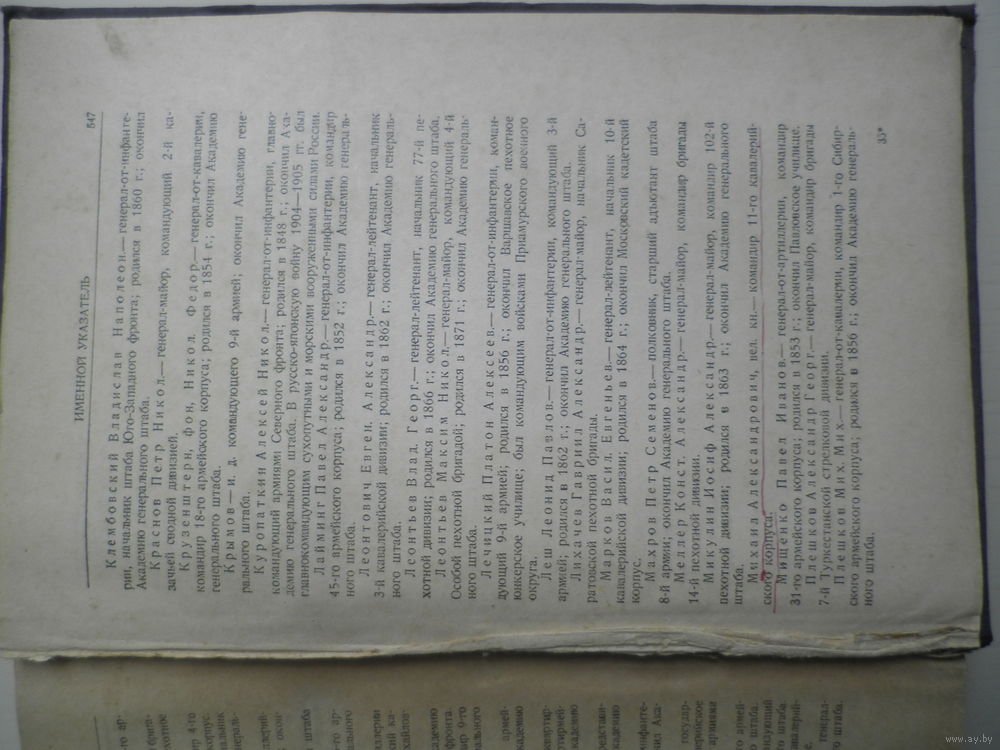 ИМЕННОЙ УКАЗАТЕЛЬ 547
Клембовский Владислав Наполеон.— генерал-от-инфанте-
рии, начальник штаба Юго-Западного фронта; родился в 1860 г.; окончил
Академию генерального штаба.
Краснов Петр Никол.— генерал-майор, командующий 2-й ка-
зачьей сводной дивизией.
Крузенштерн, фон, Никол. Федор.— генерал-от-кавалерии,
командир 18-го армейского корпуса; родился в 1854 г.; окончил Академию
генерального штаба.
Крымов — и. д. командующего 9-й армией; окончил Академию гене-
рального штаба.
Куропаткин Алексей Никол.— генерал-от-инфантерии, главно-
командующий армиями Северного фронта; родился в 1848 г.; окончил Ака-
демию генерального штаба. В русско-японскую войну 1904—1905 гг. был
главнокомандующим сухопутными и морскими вооруженными силами России.
Лайминг Павел Александр.— генерал-от-инфантерии, командир
45-го армейского корпуса; родился в 1852 г.; окончил Академию генераль-
ного штаба.
Леонтович Евген. Александр.— генерал-лейтенант, начальник
3-й кавалерийской дивизии; родился в 1862 г.; окончил Академию генераль-
ного штаба.
Леонтьев Влад. Георг.— генерал-лейтенант, начальник 77-й пе-
хотной дивизии; родился в 1866 г.; окончил Академию генерального штаба.
Леонтьев Максим Никол.— генерал-майор, командующий 4-й
Особой пехотной бригадой; родился в 1871 г.; окончил Академию генераль-
ного штаба.
Лечицкий Платон Алексеев.— генерал-от-инфантерии, коман-
дующий 9-й армией; родился в 1856 г.; окончил Варшавское пехотное
юнкерское училище; был командующим войсками Приамурского военного
округа.
Леш Леонид Павлов.— генерал-от-инфантерии, командующий 3-й
армией; родился в 1862 г.; окончил Академию генерального штаба.
Лихачев Гавриил Александр.— генерал-майор, начальник Са-
ратовской пехотной бригады.
Марков Васил. Евгеньев.— генерал-лейтенант, начальник 10-й
кавалерийской дивизии; родился в 1864 г.; окончил Московский кадетский
корпус.
Махров Петр Семенов.— полковник, старший адъютант штаба
8-й армии; окончил Академию генерального штаба.
Меллер Конст. Александр.— генерал-майор, командир бригады
14-й пехотной дивизии.
Микулин Иосиф Александр.— генерал-майор, командир 102-й
пехотной дивизии; родился в 1863 г.; окончил Академию генерального
штаба.
Михаил Александрович, вел. кн.— командир 11-го кавалерий-
ского корпуса.
Мищенко Павел Иванов.— генерал-от-артиллерии, командир
31-го армейского корпуса; родился в 1853 г.; окончил Павловское училище.
Плешков Александр Георг.— генерал-майор, командир бригады
7-й Туркестанской стрелковой дивизии.
Плешков Мих. Мих.— генерал-от-кавалерии, командир 1-го Сибир-
ского армейского корпуса; родился в 1856 г.; окончил Академию генераль-
ного штаба.
33*
www.ay.by